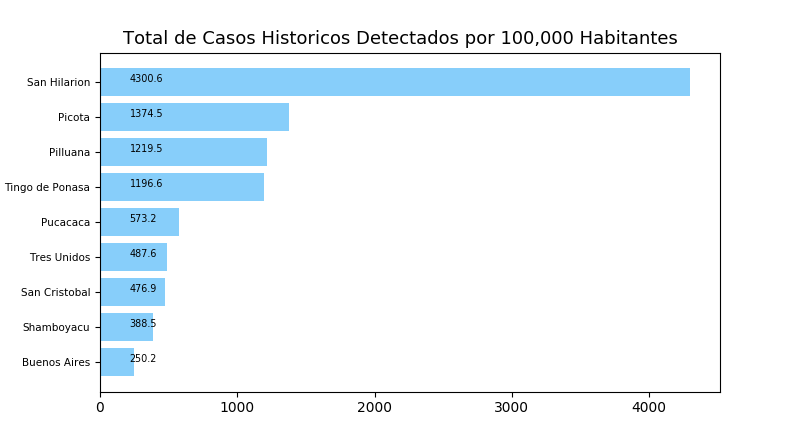 Total de Casos Historicos Detectados por 100,000 Habitantes
San Hilarion 4300.6
Picota 1374.5
Pilluana 1219.5
Tingo de Ponasa 1196.6
Pucacaca 573.2
Tres Unidos 487.6
San Cristobal 476.9
Shamboyacu 388.5
Buenos Aires 250.2
0 1000 2000 3000 4000